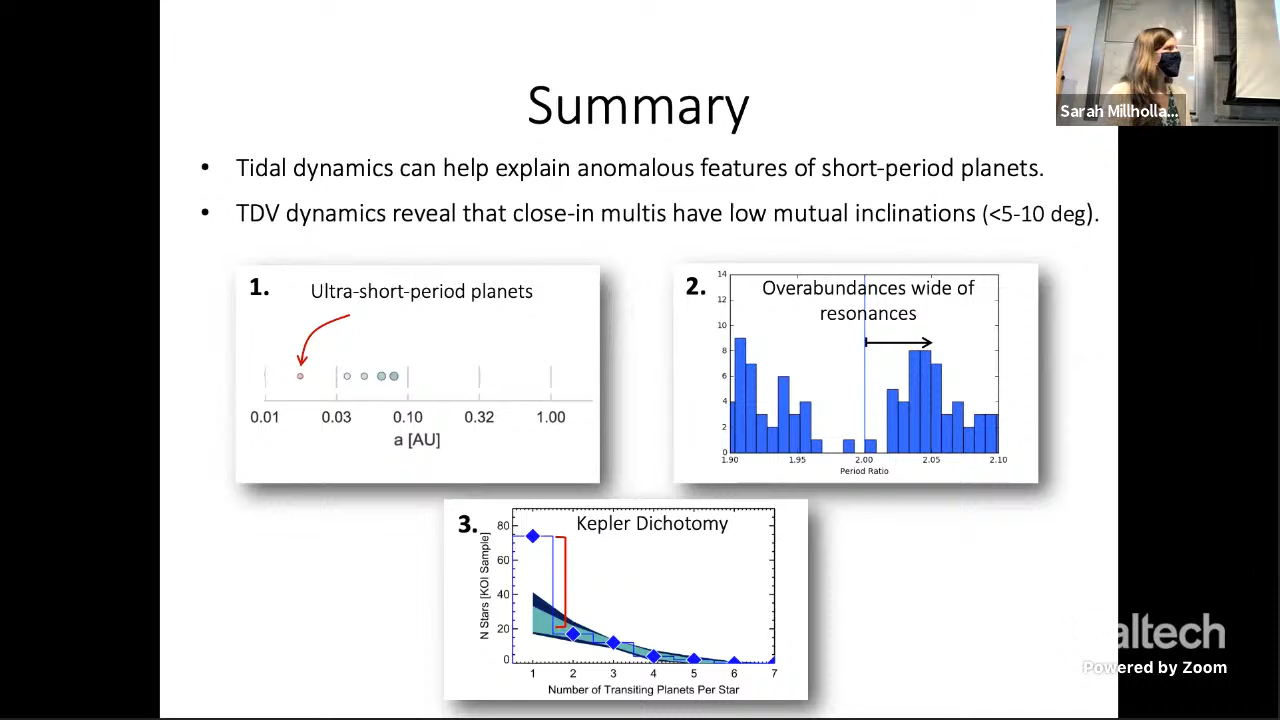 Summary
Sarah Millholla...
• Tidal dynamics can help explain anomalous features of short-period planets.
• TDV dynamics reveal that close-in multis have low mutual inclinations (<5-10 deg).
1.
Ultra-short-period planets
0.01 0.03 0.10 0.32 1.00
a [AU]
2.
Overabundances wide of
resonances
14
12
10
8
6
4
2
0
1.90 1.95 2.00 2.05 2.10
Period Ratio
3.
Kepler Dichotomy
N Stars [KOI Sample]
80
60
40
20
0
1 2 3 4 5 6 7
Number of Transiting Planets Per Star
altech
Powered by Zoom